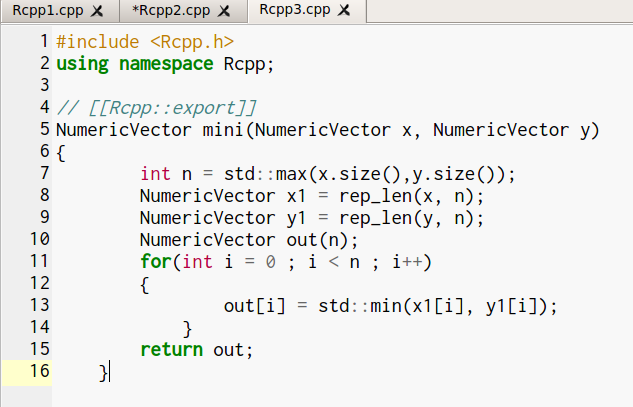 Rcpp1.cpp *Rcpp2.cpp Rcpp3.cpp
1 #include <Rcpp.h>
2 using namespace Rcpp;
3
4 // [[Rcpp::export]]
5 NumericVector mini(NumericVector x, NumericVector y)
6 {
7 int n = std::max(x.size(),y.size());
8 NumericVector x1 = rep_len(x, n);
9 NumericVector y1 = rep_len(y, n);
10 NumericVector out(n);
11 for(int i = 0 ; i < n ; i++)
12 {
13 out[i] = std::min(x1[i], y1[i]);
14 }
15 return out;
16 }